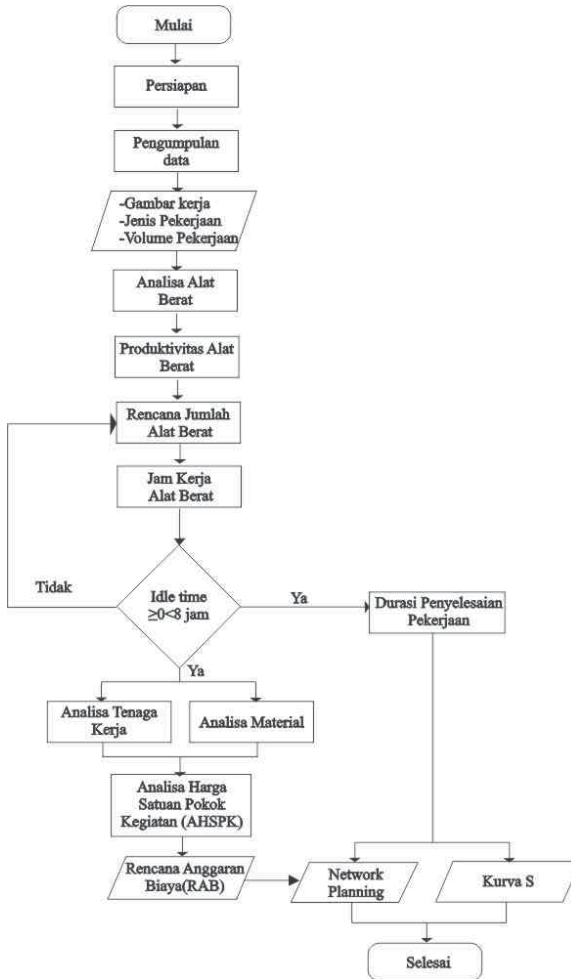 Mulai
Persiapan
Pengumpulan
data
-Gambar kerja
-Jenis Pekerjaan
-Volume Pekerjaan
Analisa Alat
Berat
Produktivitas Alat
Berat
Rencana Jumlah
Alat Berat
Jam Kerja
Alat Berat
Tidak
Idle time
≥0<8 jam
Ya
Durasi Penyelesaian
Pekerjaan
Ya
Analisa Tenaga
Kerja
Analisa Material
Analisa Harga
Satuan Pokok
Kegiatan (AHSPK)
Rencana Anggaran
Biaya(RAB)
Network
Planning
Kurva S
Selesai